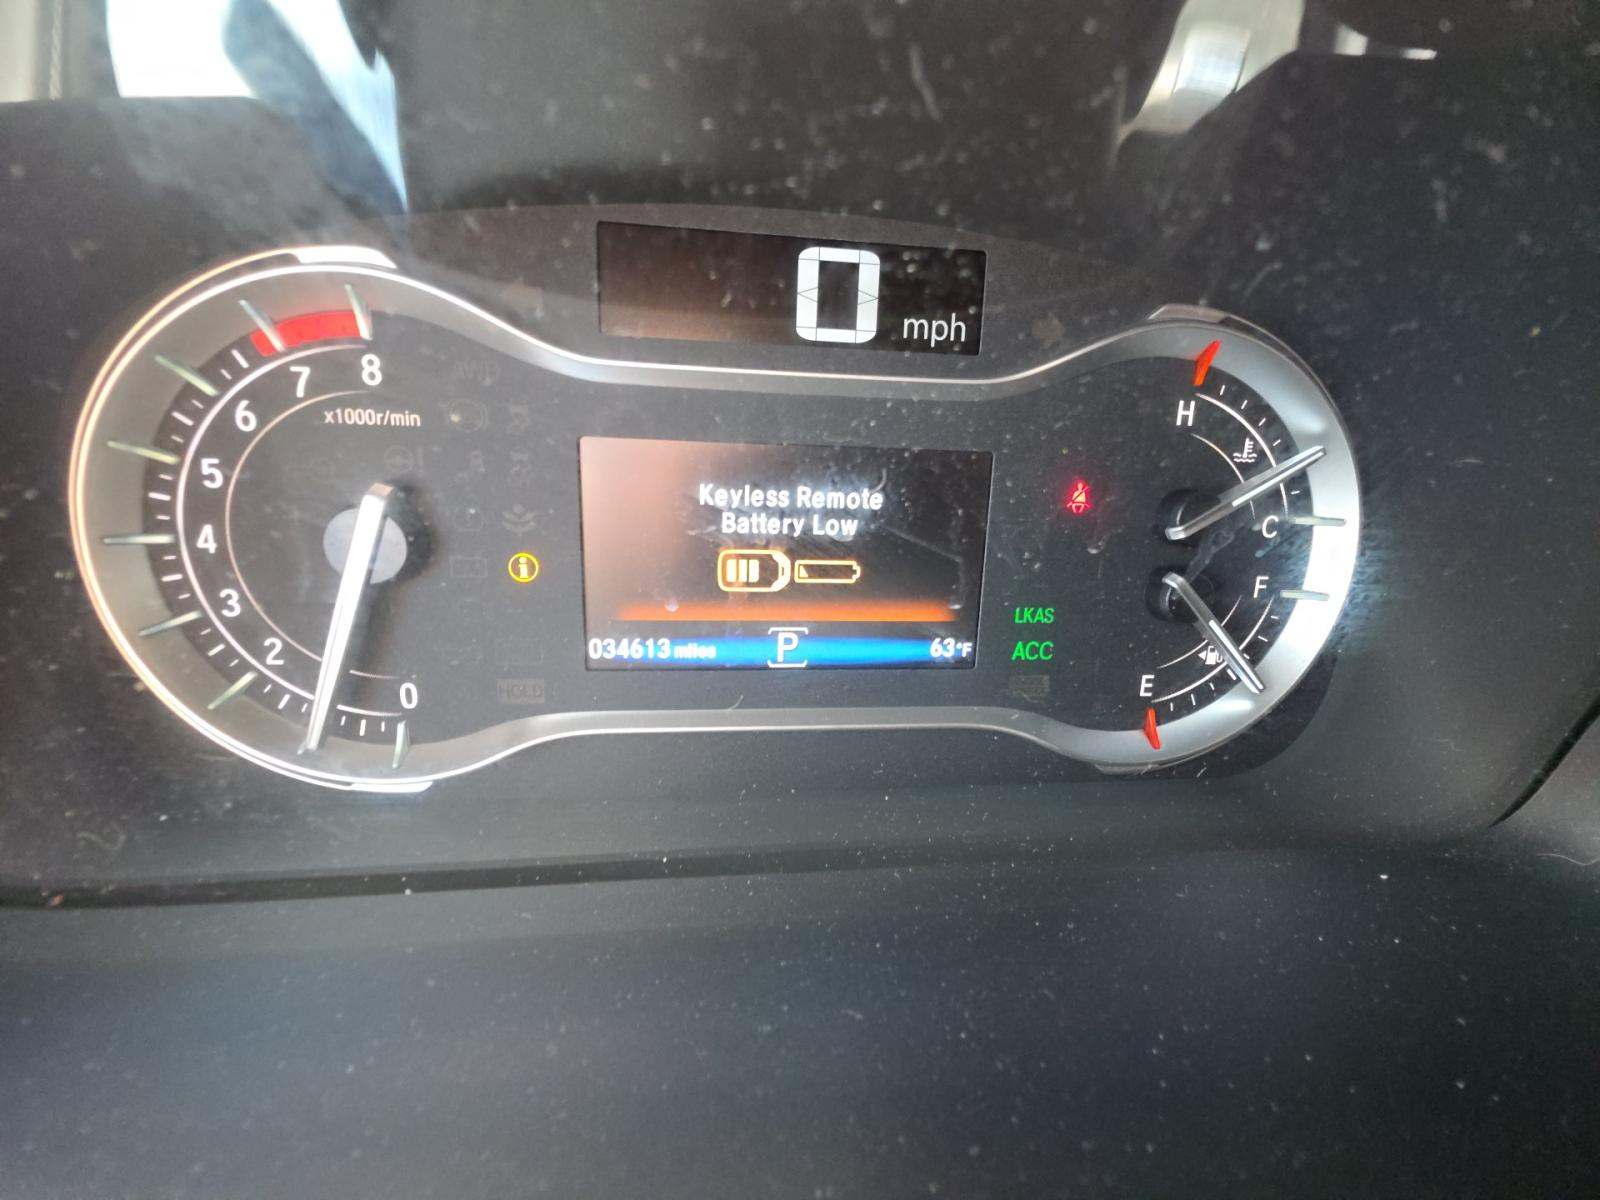 0 mph
8
7
6
x1000r/min
5
4
3
2
0
Keyless Remote
Battery Low
034613 miles P 63°F
HOLD
LKAS
ACC
H
C
F
E